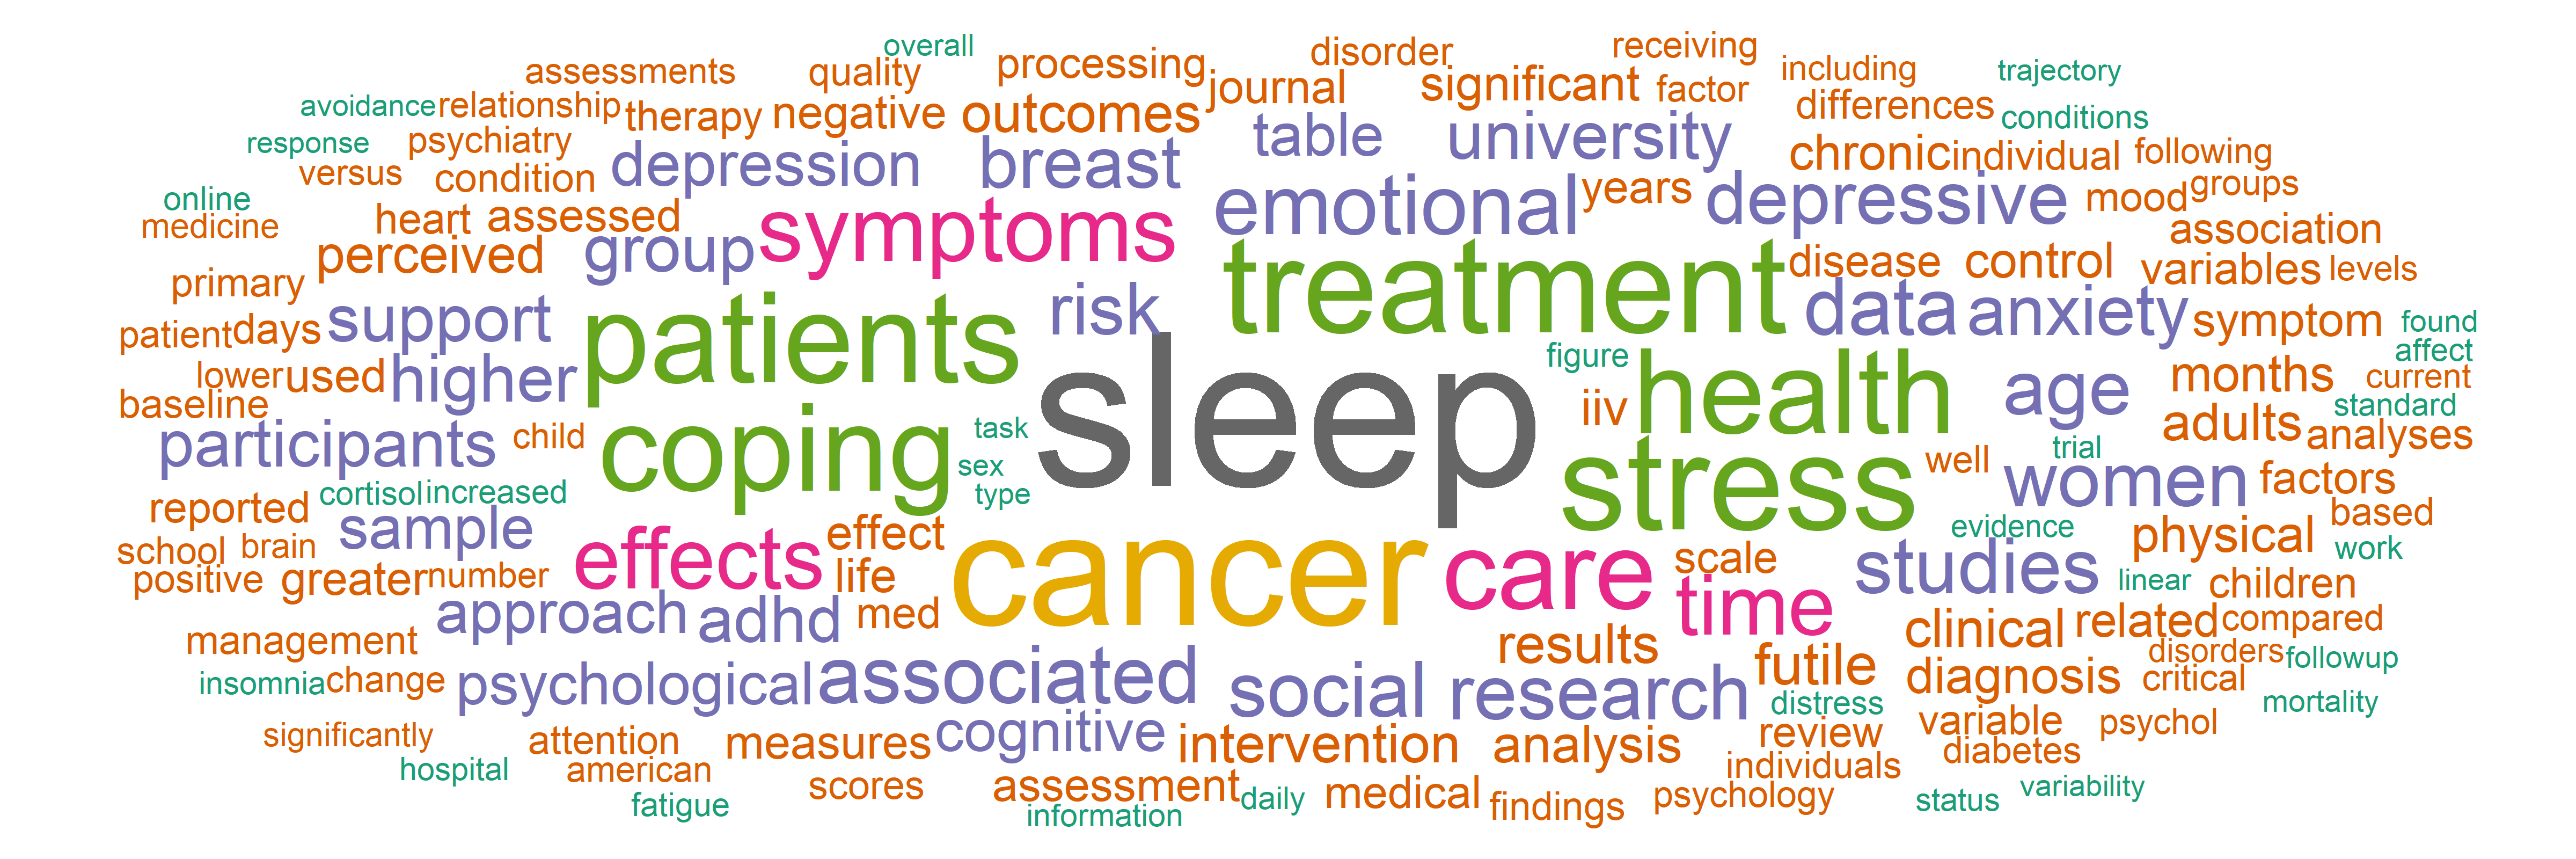 overall
disorder
receiving
assessments quality processing including trajectory
avoidance relationship therapy negative outcomes journal significant factor differences conditions
response psychiatry table university
versus condition depression breast chronic individual following
online heart assessed symptoms emotional years depressive mood groups
medicine perceived group association
primary treatment disease control variables levels
patient days support patients risk data anxiety symptom found
lower used higher sleep figure health age months affect
baseline iiv adults current
participants child coping task stress well trial standard
sex women analyses
reported cortisol increased type factors
school brain sample effects effect cancer care scale evidence physical based
positive greater number life time studies linear children work
management approach adhd med results clinical related compared
insomnia change psychological associated social research futile diagnosis disorders followup
distress critical mortality
significantly attention measures cognitive intervention analysis review variable psychol
hospital american individuals diabetes
fatigue scores assessment daily medical findings psychology status variability
information